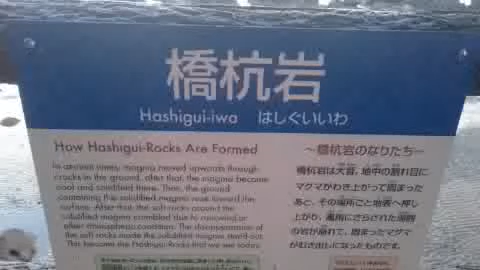 橋杭岩
Hashigui-iwa はしぐいいわ
How Hashigui-Rocks Are Formed
In ancient times, magma moved upwards through
cracks in the ground, after that, the magma become
cool and solidified there. Then, the ground
containing this solidified magma rose toward the
surface. After that, the soft rocks around the
solidified magma crumbled due to
atmospheric condition. The disappearance of
the soft rocks made the solidified magma stand out.
This became the Hashigui-Rocks that we see today.
～橋杭岩のなりたち～
橋杭岩は大昔、地中の割れ目に
マグマがわき上がって固まった
あと、その場所ごと地表へ押し
上がり、風雨にさらされた周囲
の岩が崩れて、固まったマグマ
がむき出しになったものです。